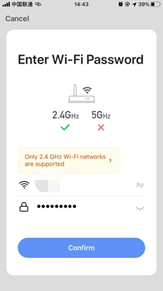 中国联通 14:43 39%
Cancel
Enter Wi-Fi Password
2.4GHz 5GHz
Only 2.4 GHz Wi-Fi networks
are supported
•••••••••
Confirm